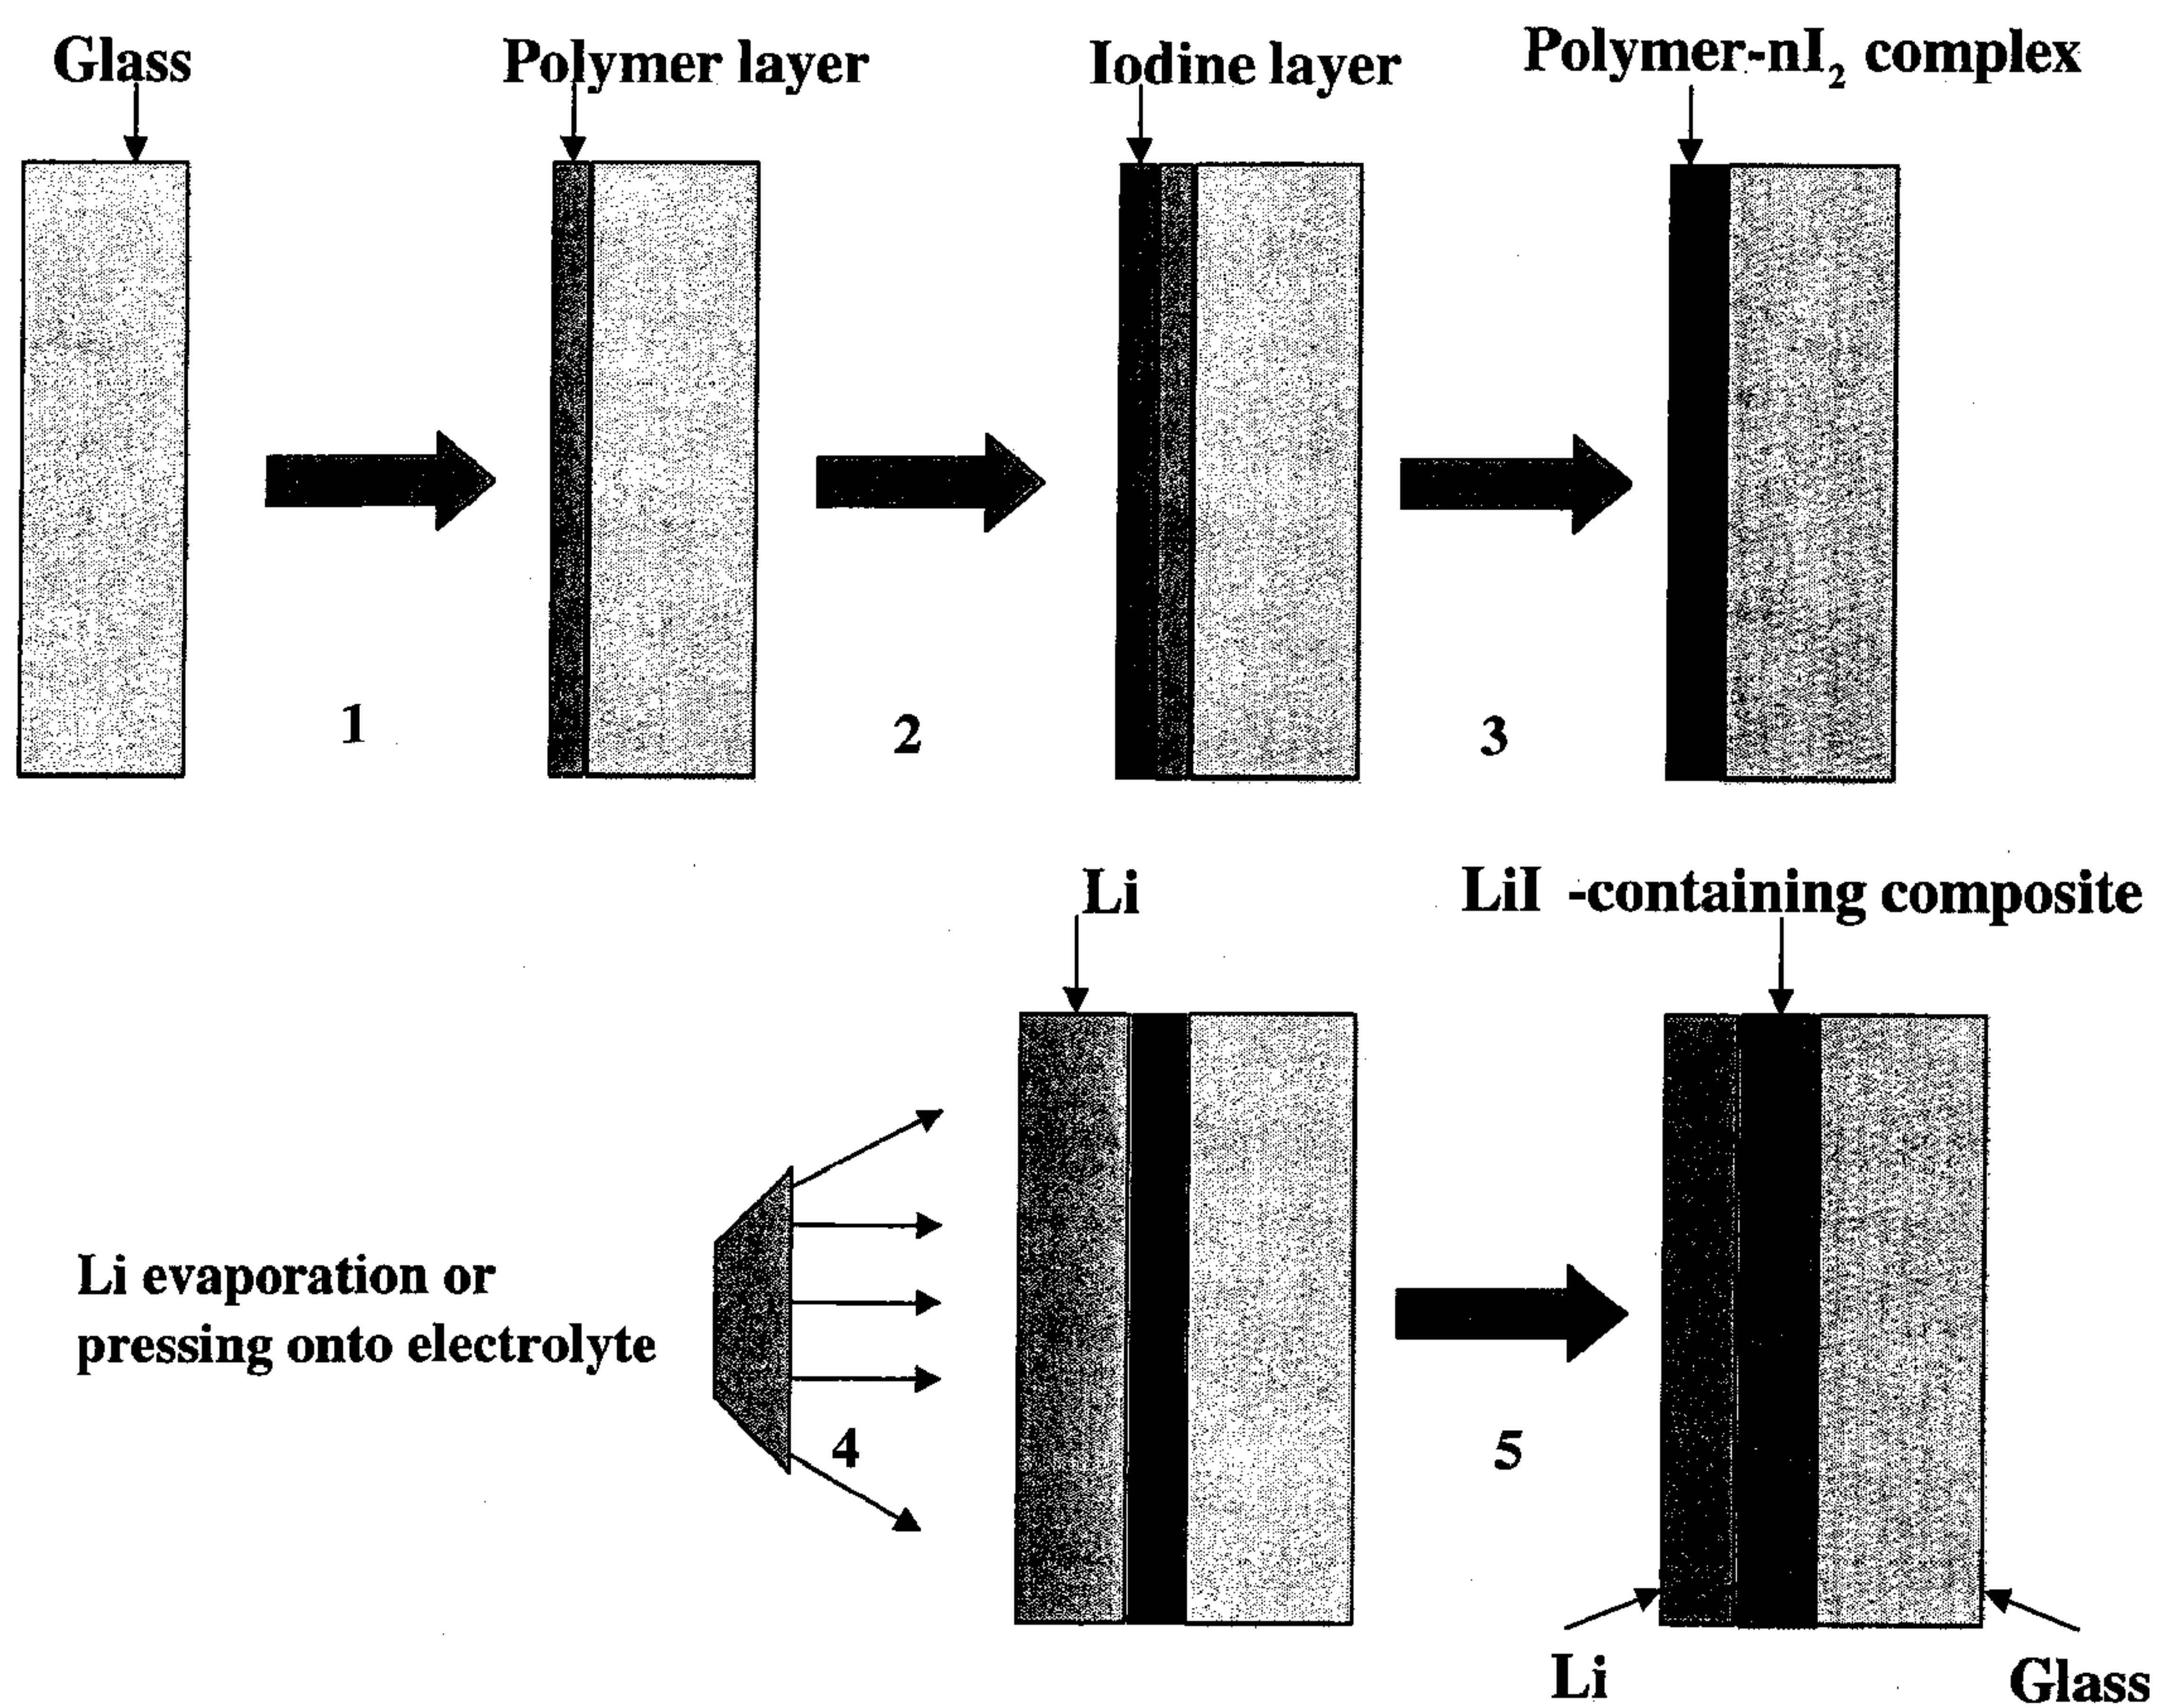 Glass
Polymer layer
Iodine layer
Polymer-nI₂ complex
1
2
3
Li
LiI -containing composite
Li evaporation or
pressing onto electrolyte
4
5
Li
Glass